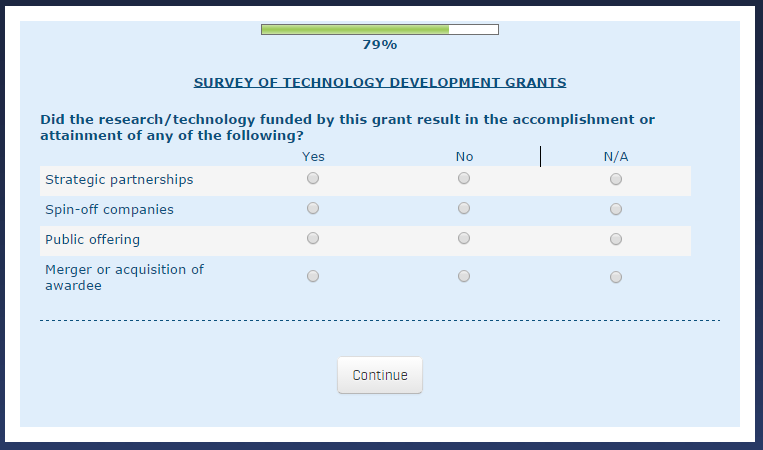 79%
SURVEY OF TECHNOLOGY DEVELOPMENT GRANTS
Did the research/technology funded by this grant result in the accomplishment or
attainment of any of the following?
Yes No N/A
Strategic partnerships
Spin-off companies
Public offering
Merger or acquisition of
awardee
Continue